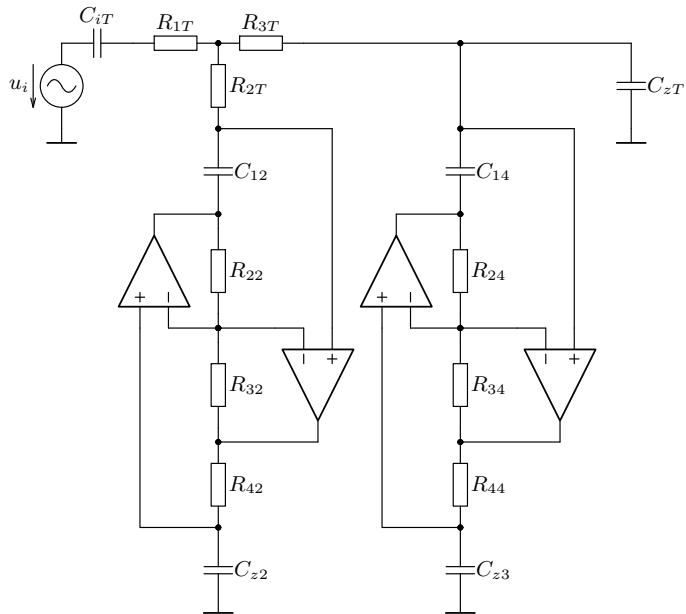 C_{iT}
R_{1T}
R_{3T}
u_i
R_{2T}
C_{zT}
C_{12}
C_{14}
R_{22}
R_{24}
+ −
+ −
− +
− +
R_{32}
R_{34}
R_{42}
R_{44}
C_{z2}
C_{z3}